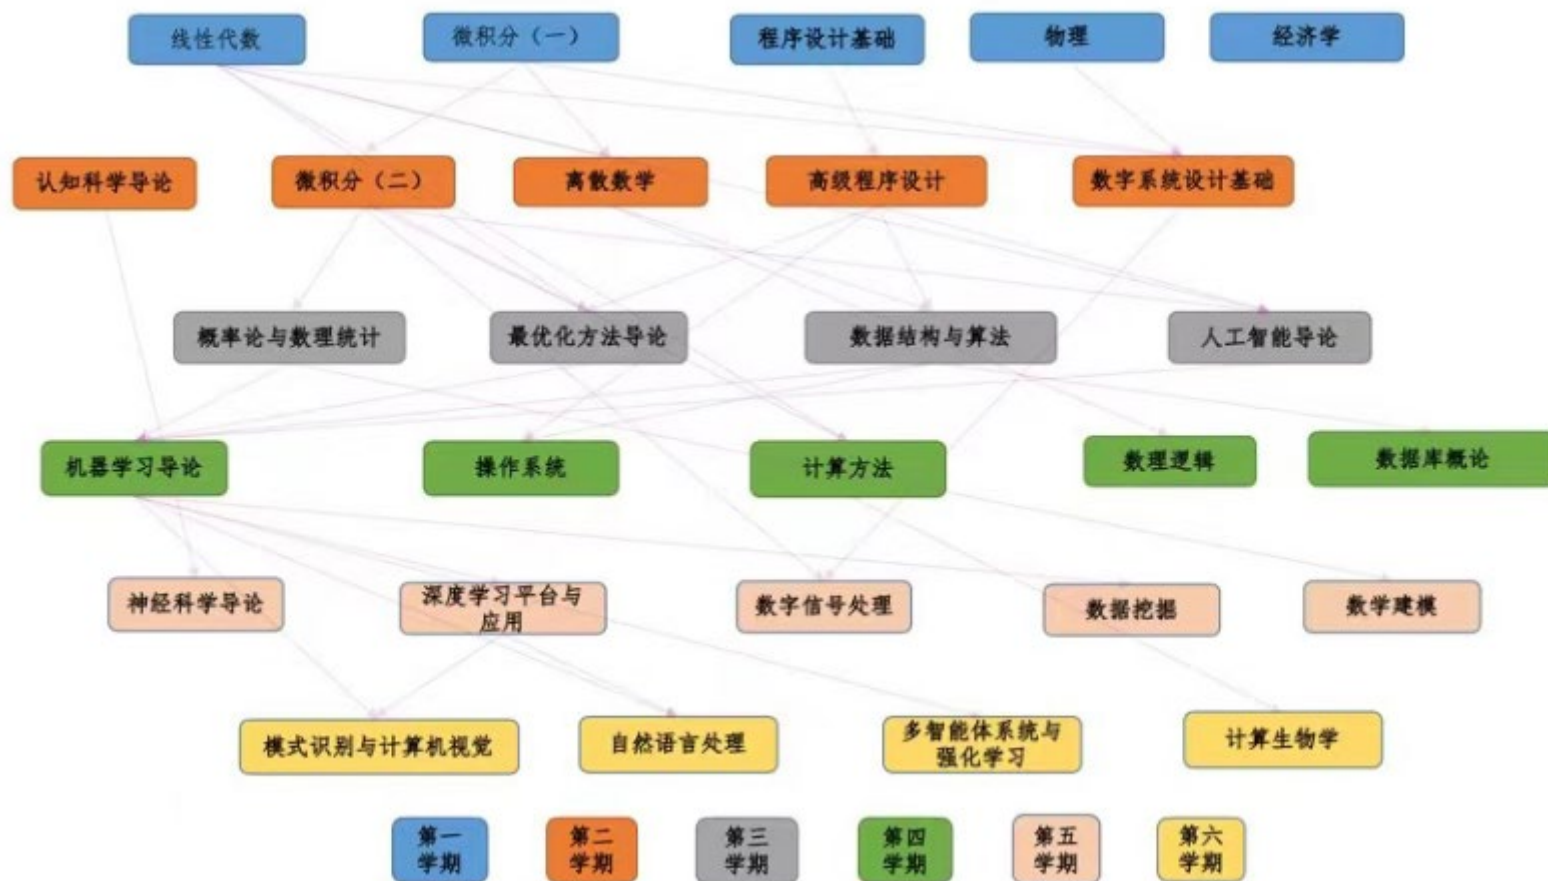 线性代数
微积分（一）
程序设计基础
物理
经济学
认知科学导论
微积分（二）
离散数学
高级程序设计
数字系统设计基础
概率论与数理统计
最优化方法导论
数据结构与算法
人工智能导论
机器学习导论
操作系统
计算方法
数理逻辑
数据库概论
神经科学导论
深度学习平台与
应用
数字信号处理
数据挖掘
数学建模
模式识别与计算机视觉
自然语言处理
多智能体系统与
强化学习
计算生物学
第一
学期
第二
学期
第三
学期
第四
学期
第五
学期
第六
学期